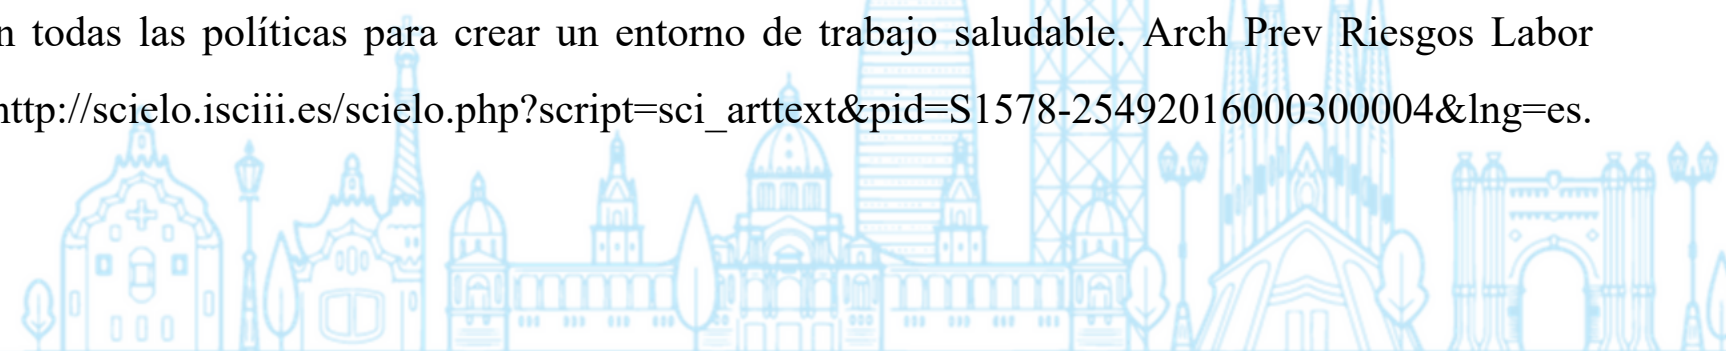 n todas las políticas para crear un entorno de trabajo saludable. Arch Prev Riesgos Labor
http://scielo.isciii.es/scielo.php?script=sci_arttext&pid=S1578-25492016000300004&lng=es.